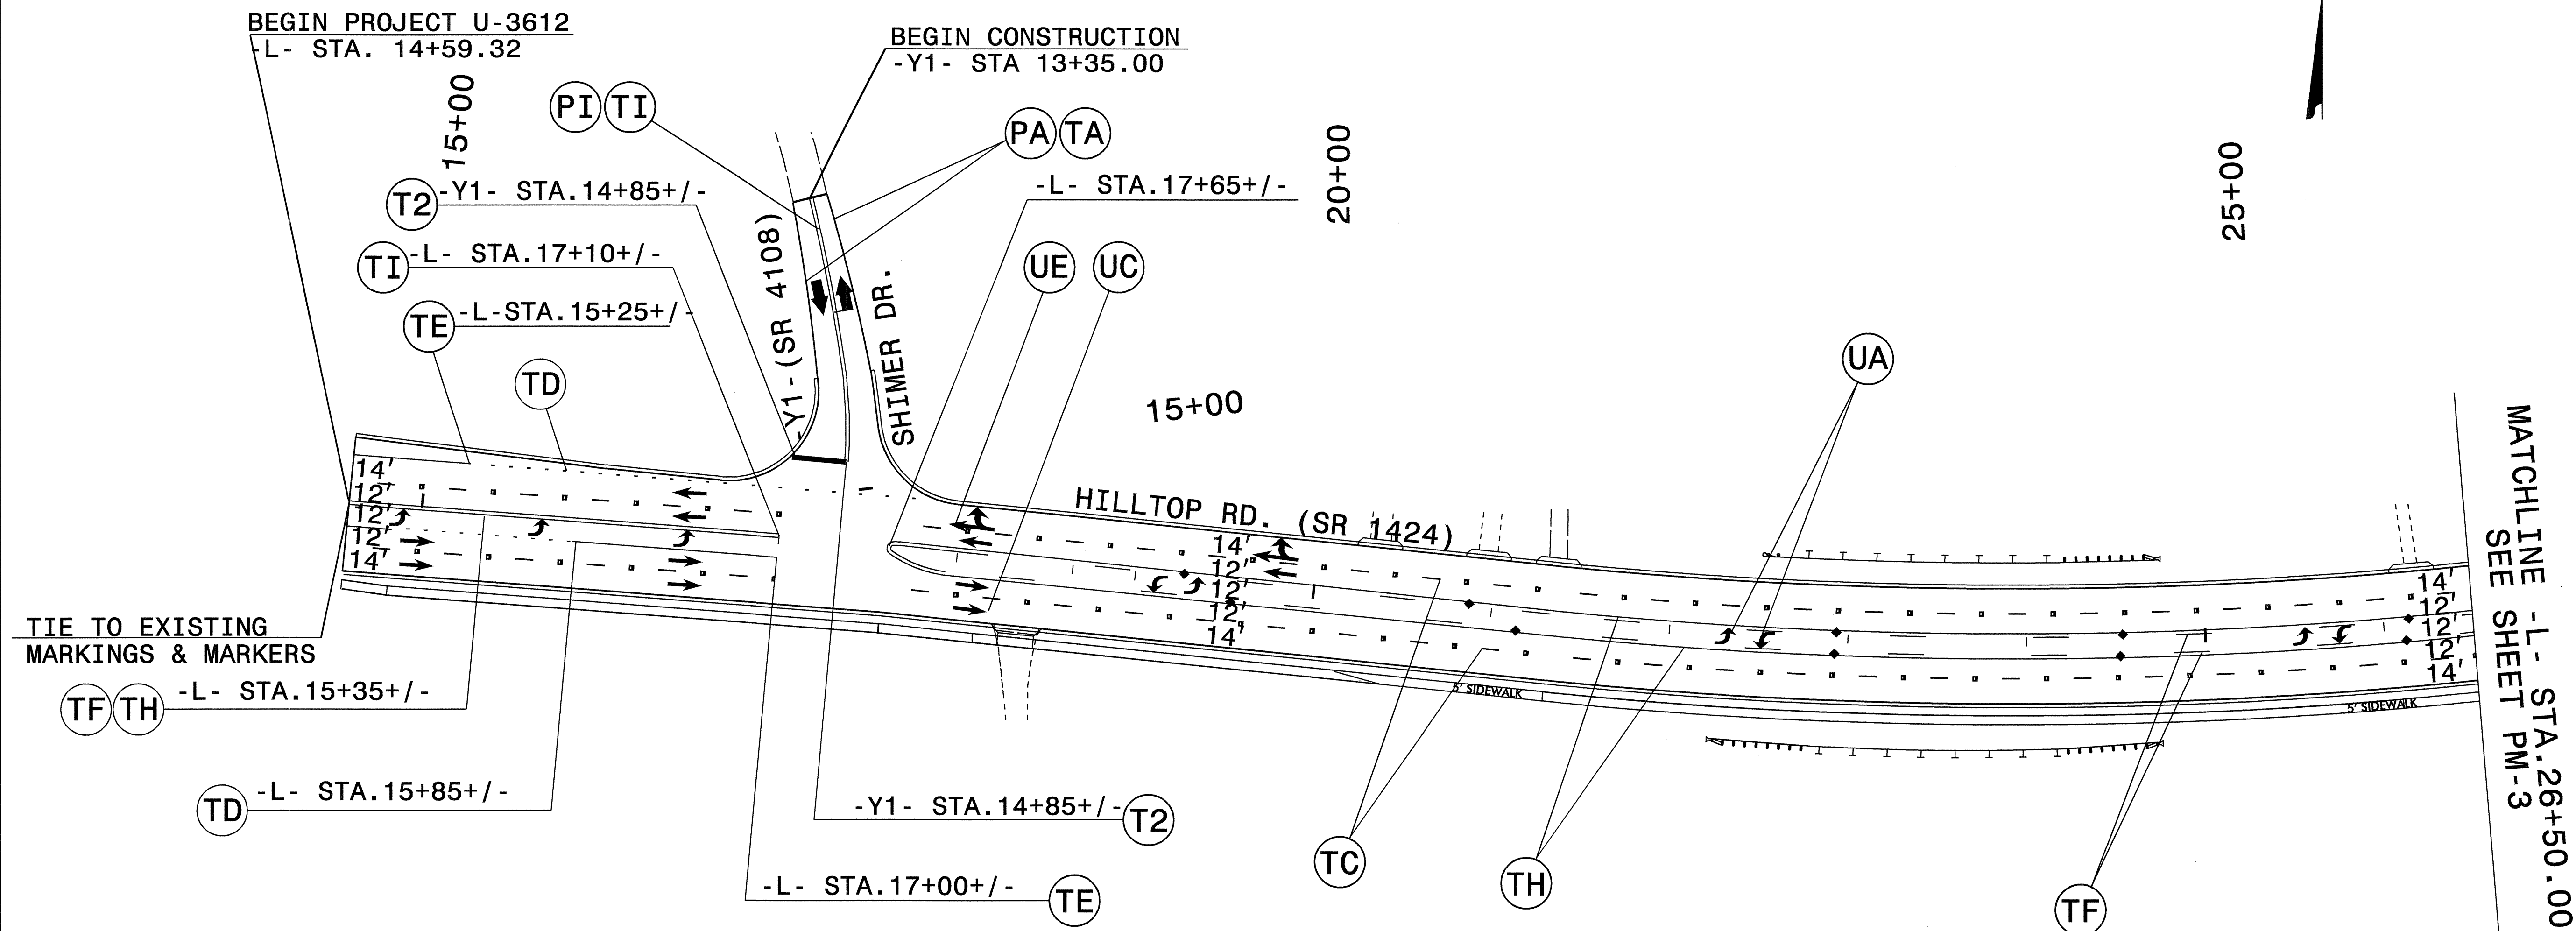 BEGIN PROJECT U-3612
-L- STA. 14+59.32
BEGIN CONSTRUCTION
-Y1- STA 13+35.00
15+00
PI TI
PA TA
T2 -Y1- STA.14+85+/-
-L- STA.17+65+/-
20+00
25+00
TI -L- STA.17+10+/-
UE UC
TE -L-STA.15+25+/-
TD
-Y1-(SR 4108)
SHIMER DR.
15+00
UA
HILLTOP RD. (SR 1424)
14'
12'
12'
12'
14'
14'
12'
12'
12'
14'
14'
12'
12'
12'
14'
MATCHLINE -L- STA.26+50.00
SEE SHEET PM-3
TIE TO EXISTING
MARKINGS & MARKERS
TF TH -L- STA.15+35+/-
5' SIDEWALK
5' SIDEWALK
TD -L- STA.15+85+/-
-Y1- STA.14+85+/- T2
-L- STA.17+00+/- TE
TC
TH
TF